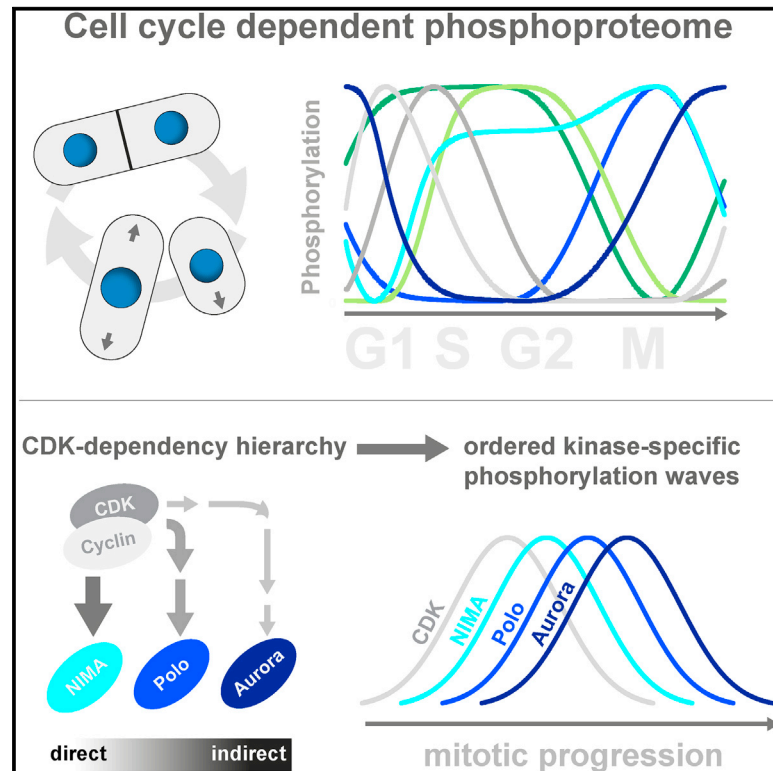 Cell cycle dependent phosphoproteome
Phosphorylation
G1 S G2 M
CDK-dependency hierarchy
ordered kinase-specific
phosphorylation waves
CDK
Cyclin
NIMA
Polo
Aurora
direct
indirect
CDK
NIMA
Polo
Aurora
mitotic progression